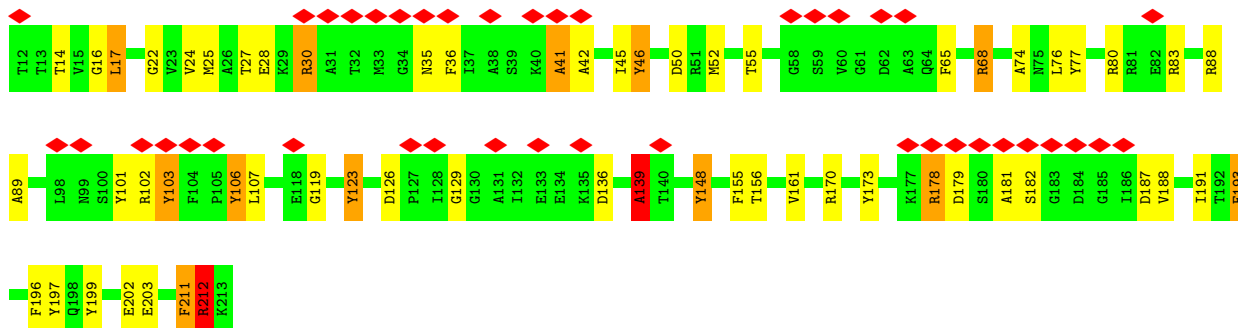 T12 T13 T14 V15 G16 L17 G22 V23 V24 M25 A26 T27 E28 K29 R30 A31 T32 M33 G34 N35 F36 I37 A38 S39 K40 A41 A42 I45 Y46 D50 R51 M52 T55 G58 S59 V60 G61 D62 A63 Q64 F65 R68 A74 N75 L76 Y77 R80 R81 E82 R83 R88
A89 L98 N99 S100 Y101 R102 Y103 F104 P105 Y106 L107 E118 G119 Y123 D126 P127 I128 G129 G130 A131 I132 E133 E134 K135 D136 A139 T140 Y148 F155 T156 V161 R170 Y173 K177 R178 D179 S180 A181 S182 G183 D184 G185 I186 D187 V188 I191 T192
F196 Y197 Q198 Y199 E202 E203 F211 R212 K213